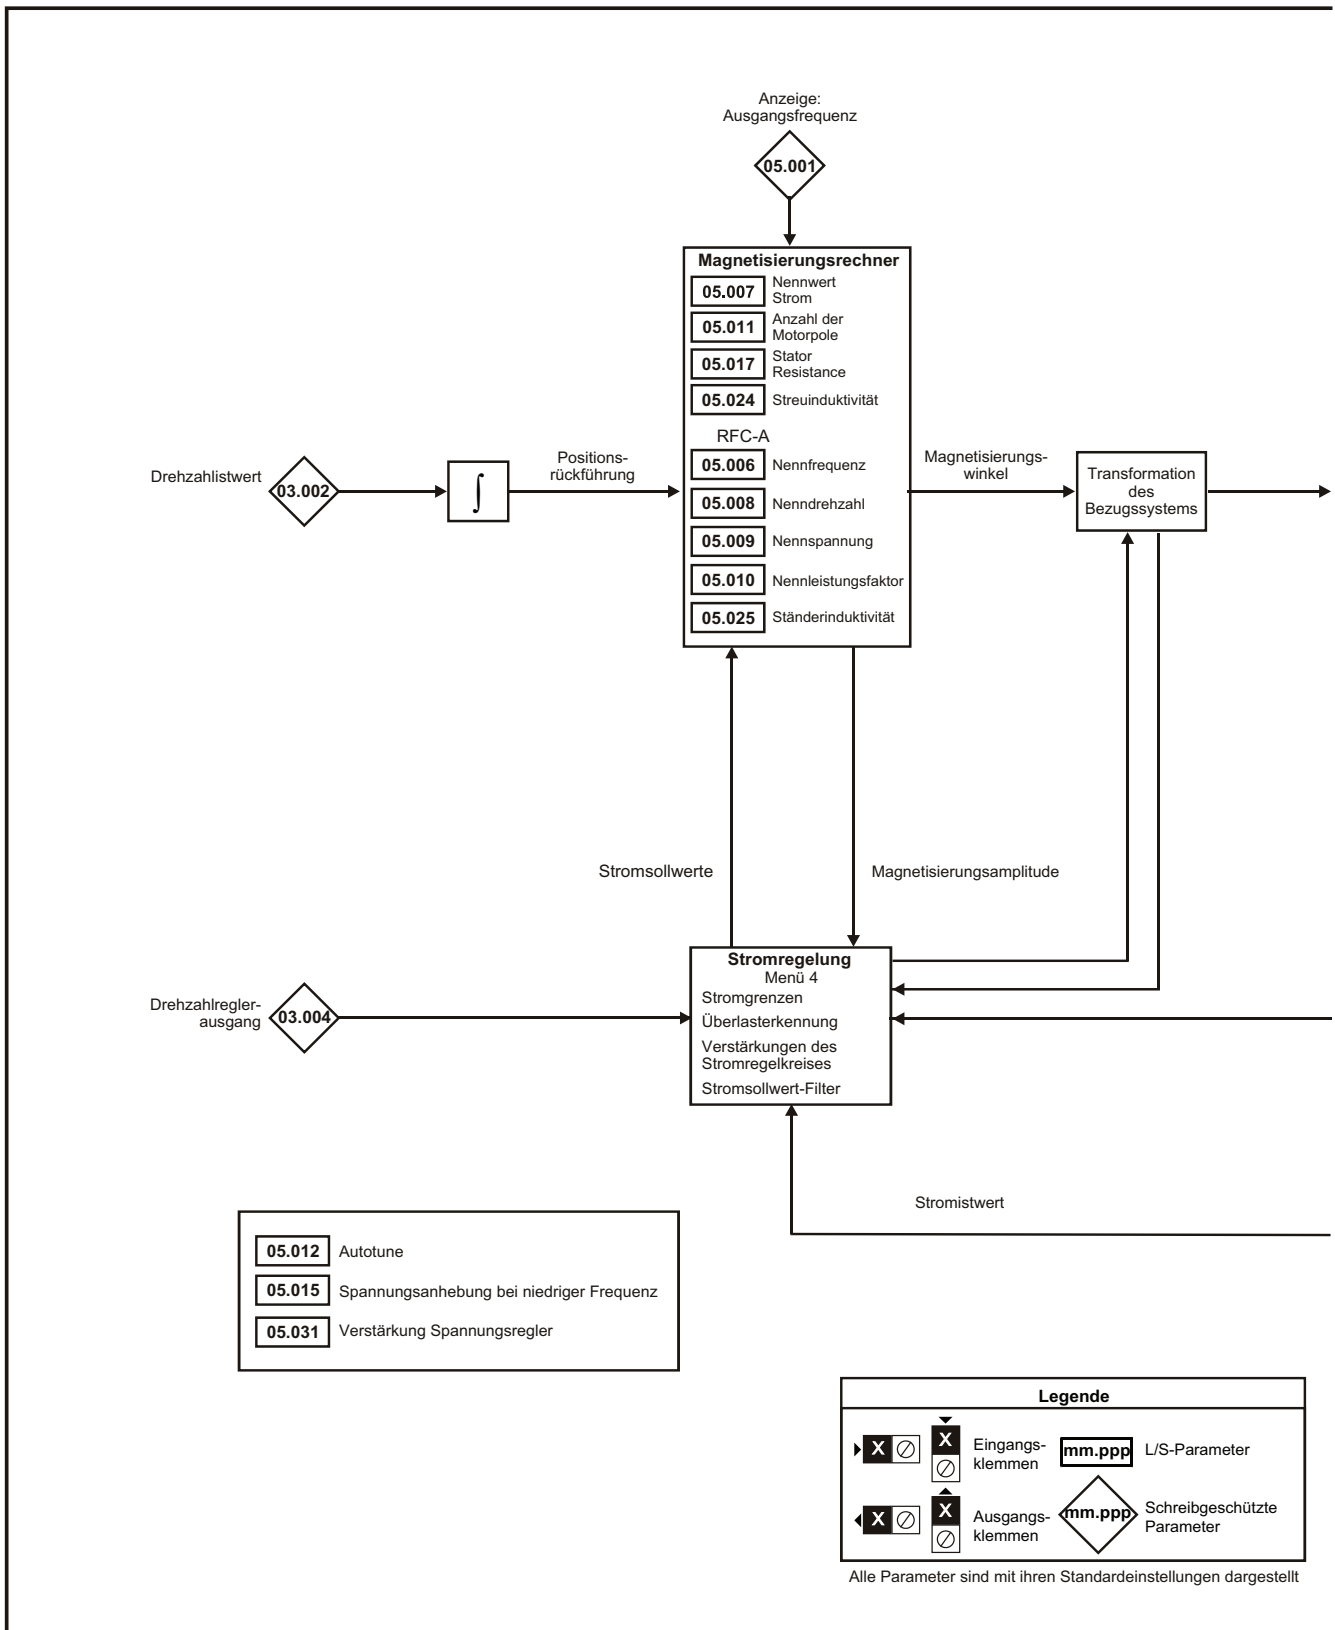 Anzeige:
Ausgangsfrequenz
05.001
Magnetisierungsrechner
05.007 Nennwert
Strom
05.011 Anzahl der
Motorpole
05.017 Stator
Resistance
05.024 Streuinduktivität
RFC-A
05.006 Nennfrequenz
05.008 Nenndrehzahl
05.009 Nennspannung
05.010 Nennleistungsfaktor
05.025 Ständerinduktivität
Drehzahlistwert
03.002
∫
Positions-
rückführung
Magnetisierungs-
winkel
Transformation
des
Bezugssystems
Stromsollwerte
Magnetisierungsamplitude
Drehzahlregler-
ausgang
03.004
Stromregelung
Menü 4
Stromgrenzen
Überlasterkennung
Verstärkungen des
Stromregelkreises
Stromsollwert-Filter
Stromistwert
05.012 Autotune
05.015 Spannungsanhebung bei niedriger Frequenz
05.031 Verstärkung Spannungsregler
Legende
X X Eingangs-
klemmen
mm.ppp L/S-Parameter
X X Ausgangs-
klemmen
mm.ppp Schreibgeschützte
Parameter
Alle Parameter sind mit ihren Standardeinstellungen dargestellt